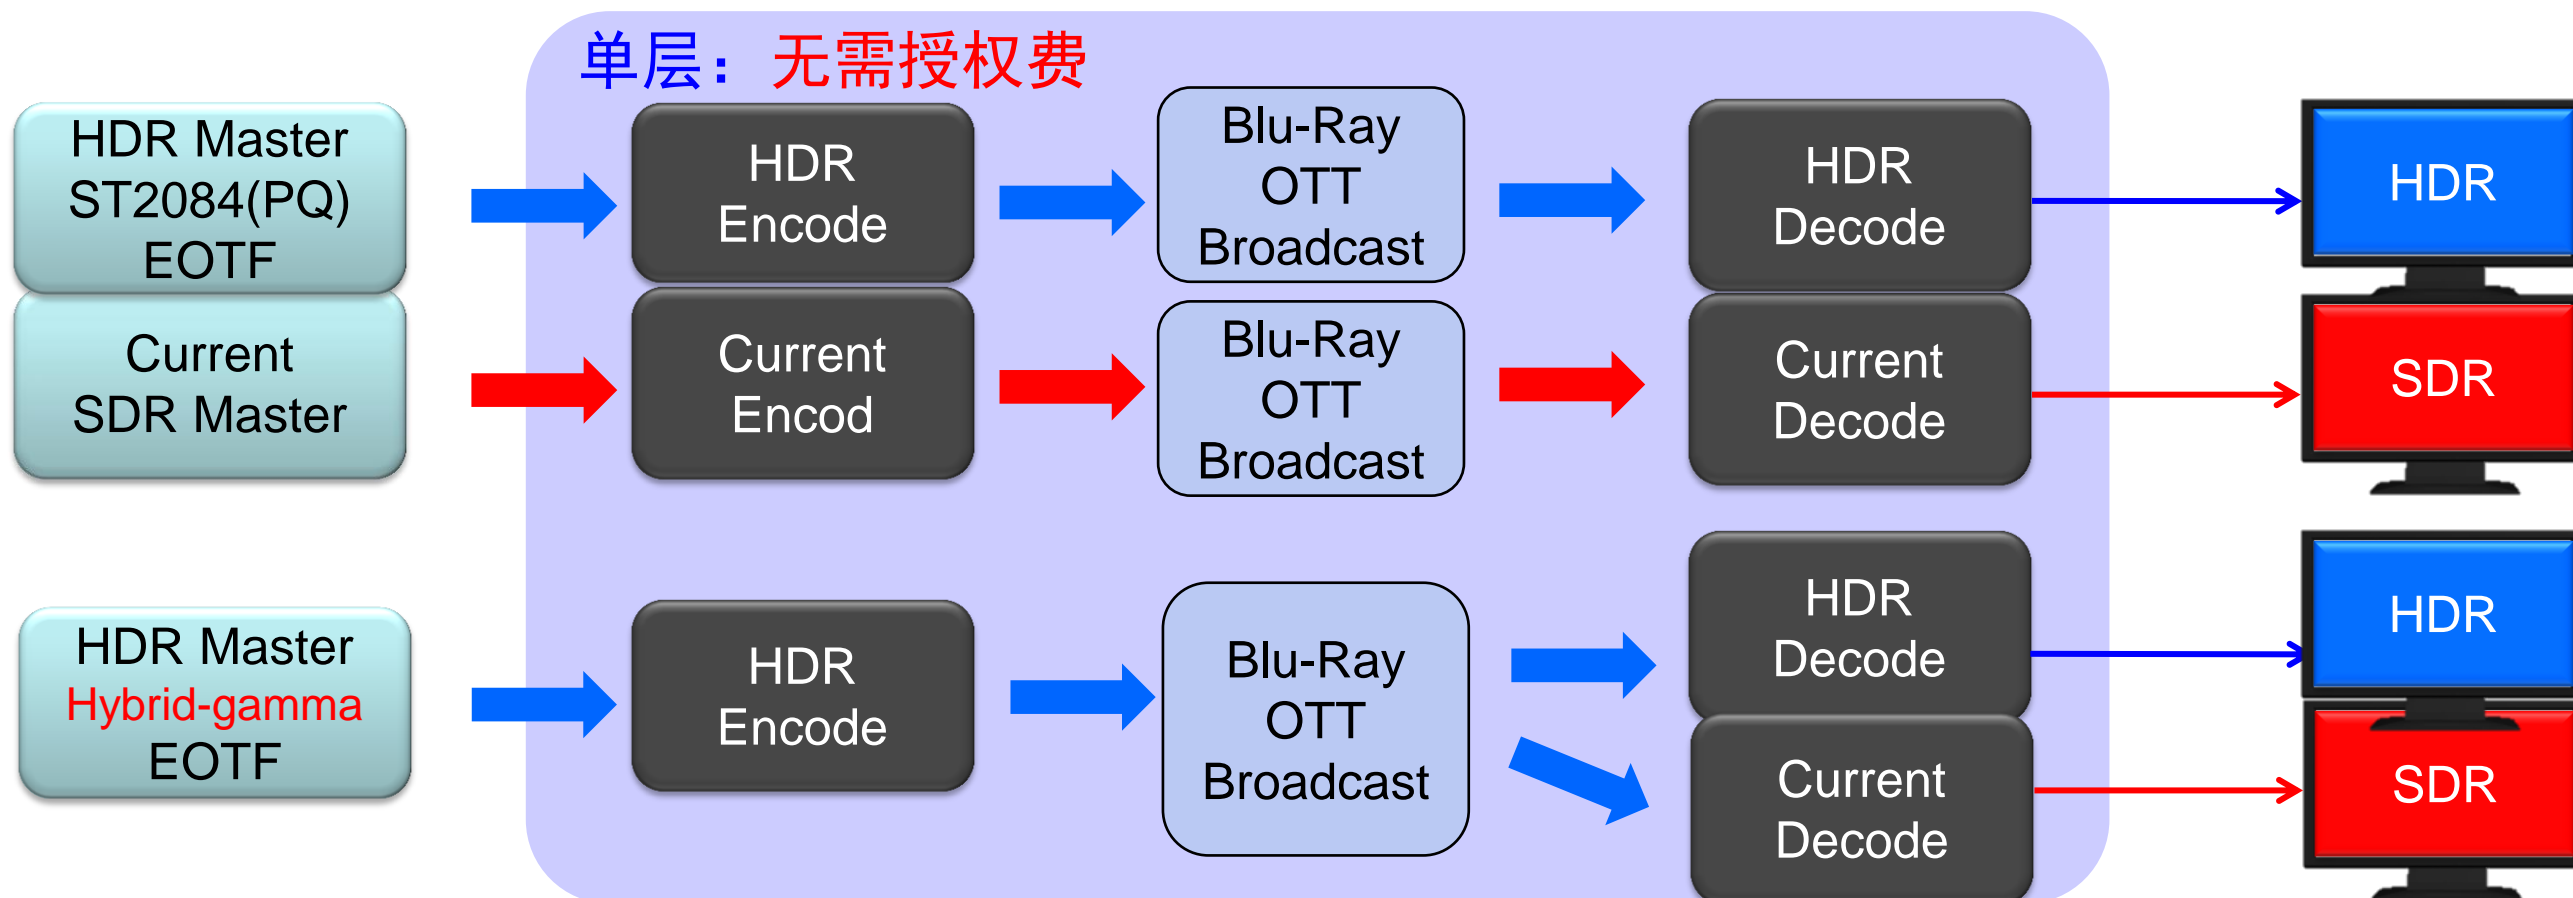 单层：无需授权费
HDR Master
ST2084(PQ)
EOTF
HDR
Encode
Blu-Ray
OTT
Broadcast
HDR
Decode
HDR
Current
SDR Master
Current
Encod
Blu-Ray
OTT
Broadcast
Current
Decode
SDR
HDR Master
Hybrid-gamma
EOTF
HDR
Encode
Blu-Ray
OTT
Broadcast
HDR
Decode
HDR
Current
Decode
SDR